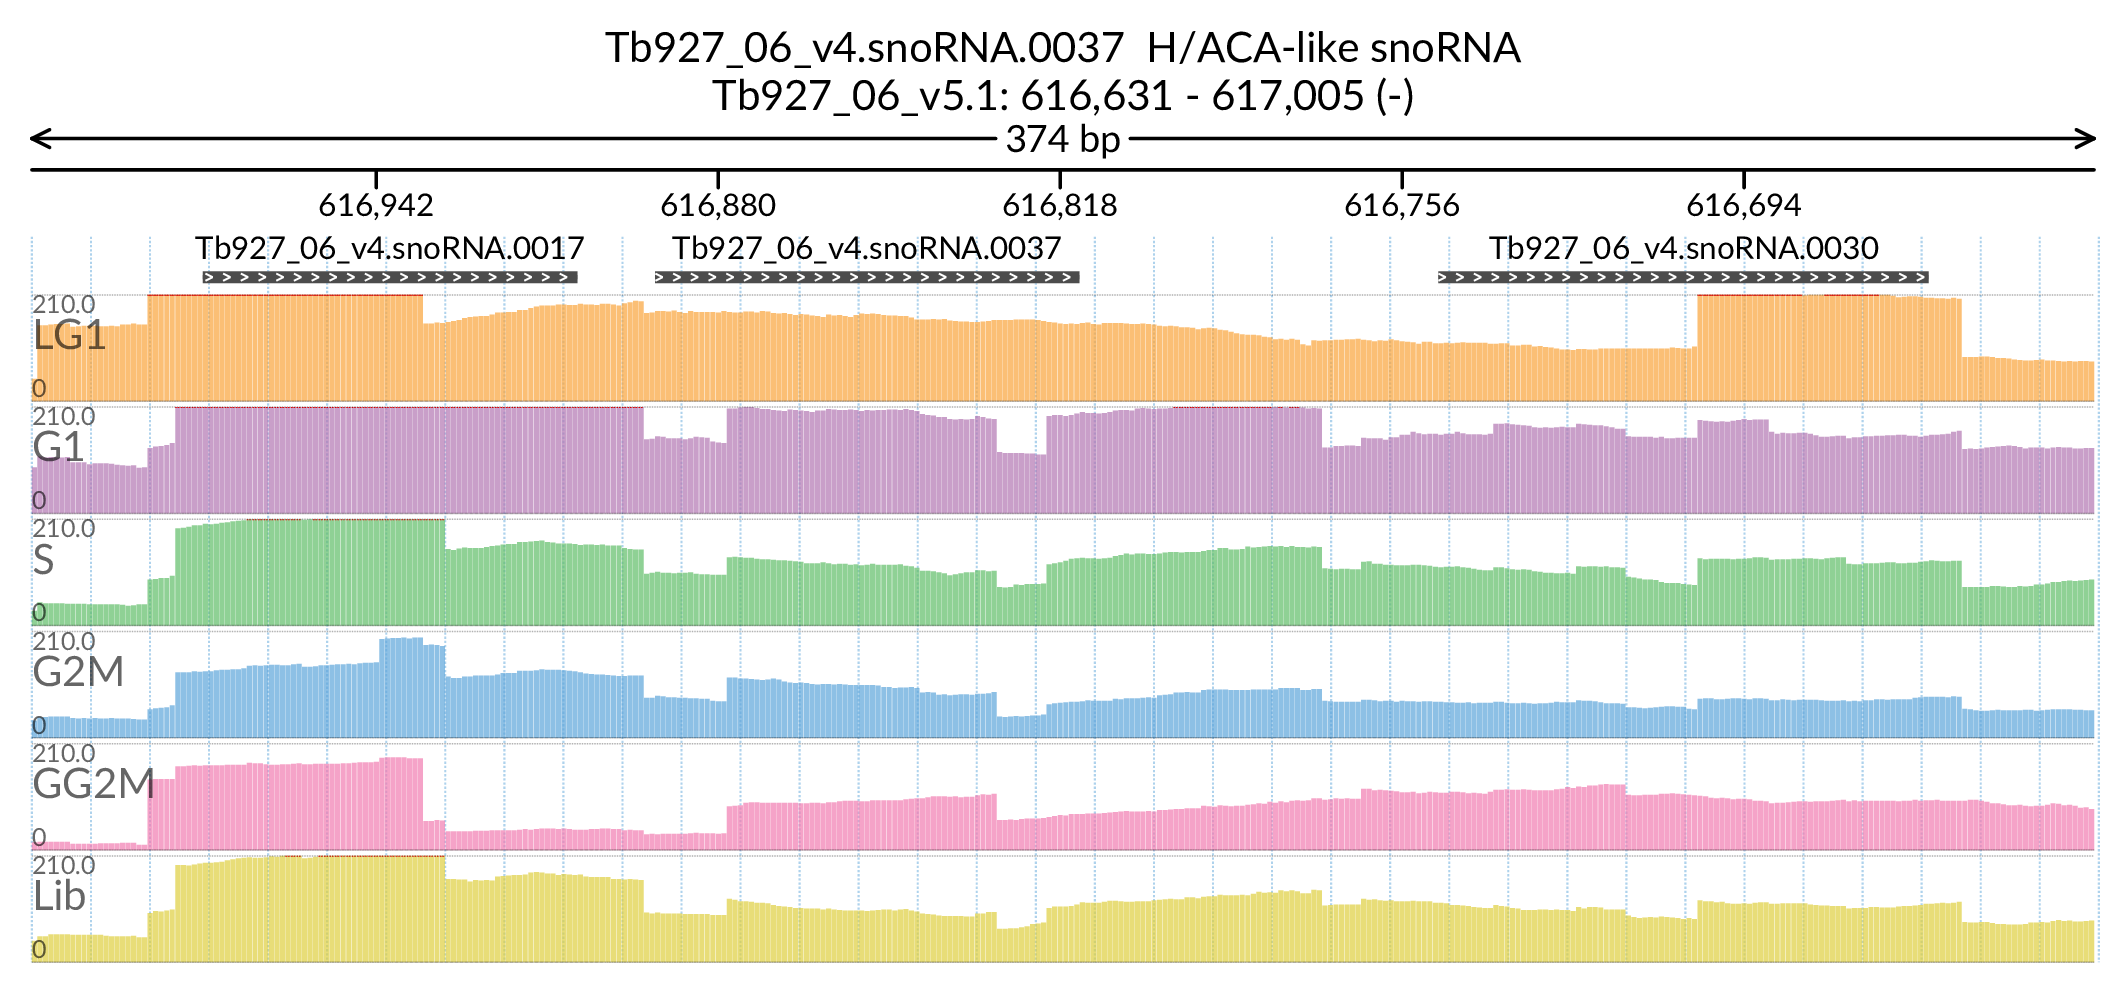 Tb927_06_v4.snoRNA.0037 H/ACA-like snoRNA
Tb927_06_v5.1: 616,631 - 617,005 (-)
374 bp
616,942 616,880 616,818 616,756 616,694
Tb927_06_v4.snoRNA.0017 Tb927_06_v4.snoRNA.0037 Tb927_06_v4.snoRNA.0030
210.0
LG1
0
210.0
G1
0
210.0
S
0
210.0
G2M
0
210.0
GG2M
0
210.0
Lib
0